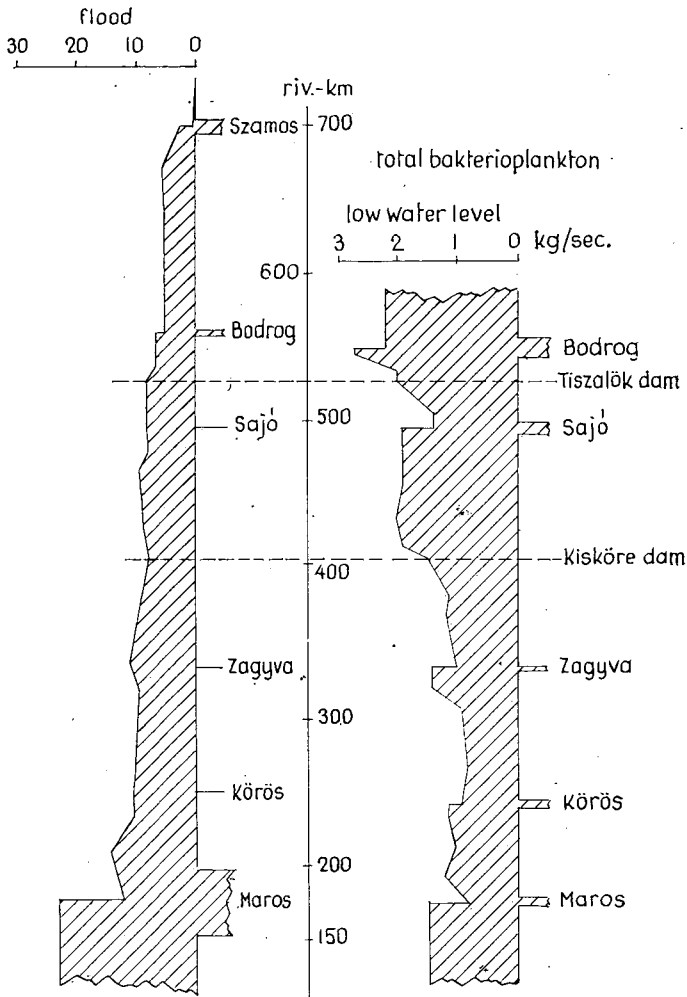 flood
30 20 10 0
riv.-km
Szamos
700
total bakterioplankton
low water level
3 2 1 0 kg/sec.
600
Bodrog
Bodrog
Tiszalök dam
500
Sajó
Sajó
Kisköre dam
400
Zagyva
Zagyva
300
Körös
Körös
200
Maros
Maros
150